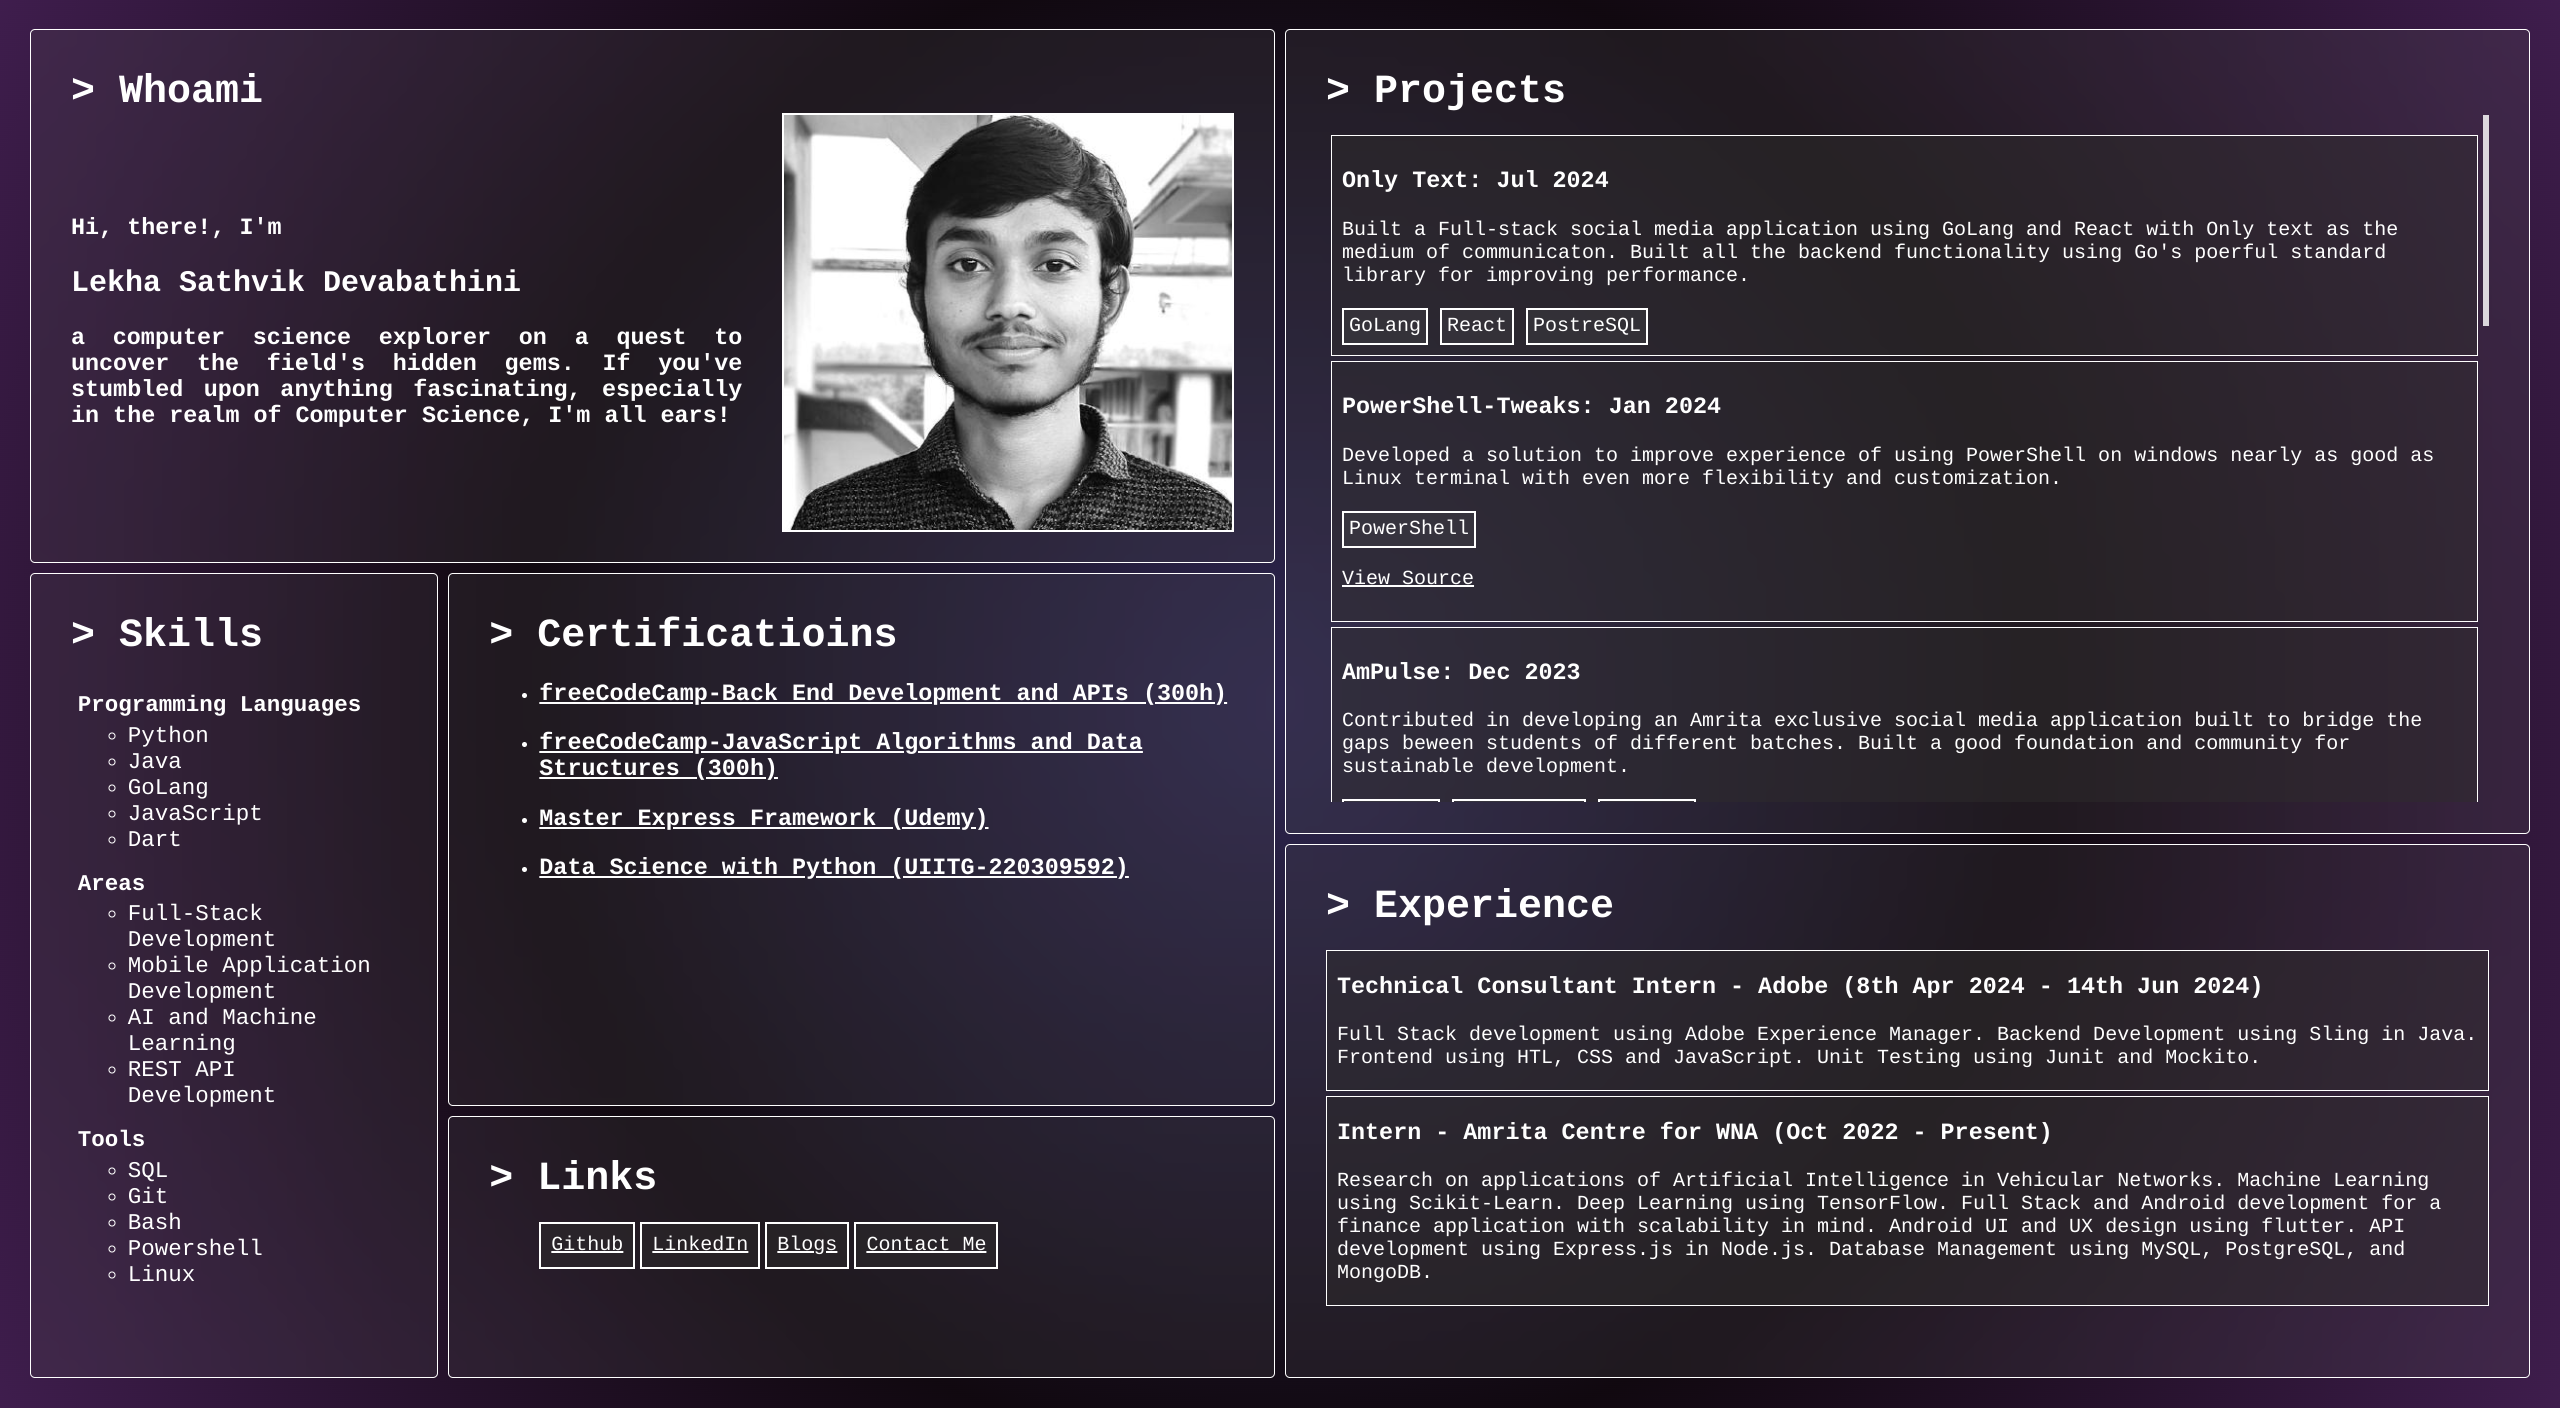 > Whoami
Hi, there!, I'm
Lekha Sathvik Devabathini
a computer science explorer on a quest to
uncover the field's hidden gems. If you've
stumbled upon anything fascinating, especially
in the realm of Computer Science, I'm all ears!
> Skills
Programming Languages
Python
Java
GoLang
JavaScript
Dart
Areas
Full-Stack
Development
Mobile Application
Development
AI and Machine
Learning
REST API
Development
Tools
SQL
Git
Bash
Powershell
Linux
> Certificatioins
freeCodeCamp-Back End Development and APIs (300h)
freeCodeCamp-JavaScript Algorithms and Data
Structures (300h)
Master Express Framework (Udemy)
Data Science with Python (UIITG-220309592)
> Links
Github LinkedIn Blogs Contact Me
> Projects
Only Text: Jul 2024
Built a Full-stack social media application using GoLang and React with Only text as the
medium of communicaton. Built all the backend functionality using Go's poerful standard
library for improving performance.
GoLang React PostreSQL
PowerShell-Tweaks: Jan 2024
Developed a solution to improve experience of using PowerShell on windows nearly as good as
Linux terminal with even more flexibility and customization.
PowerShell
View Source
AmPulse: Dec 2023
Contributed in developing an Amrita exclusive social media application built to bridge the
gaps beween students of different batches. Built a good foundation and community for
sustainable development.
> Experience
Technical Consultant Intern - Adobe (8th Apr 2024 - 14th Jun 2024)
Full Stack development using Adobe Experience Manager. Backend Development using Sling in Java.
Frontend using HTL, CSS and JavaScript. Unit Testing using Junit and Mockito.
Intern - Amrita Centre for WNA (Oct 2022 - Present)
Research on applications of Artificial Intelligence in Vehicular Networks. Machine Learning
using Scikit-Learn. Deep Learning using TensorFlow. Full Stack and Android development for a
finance application with scalability in mind. Android UI and UX design using flutter. API
development using Express.js in Node.js. Database Management using MySQL, PostgreSQL, and
MongoDB.